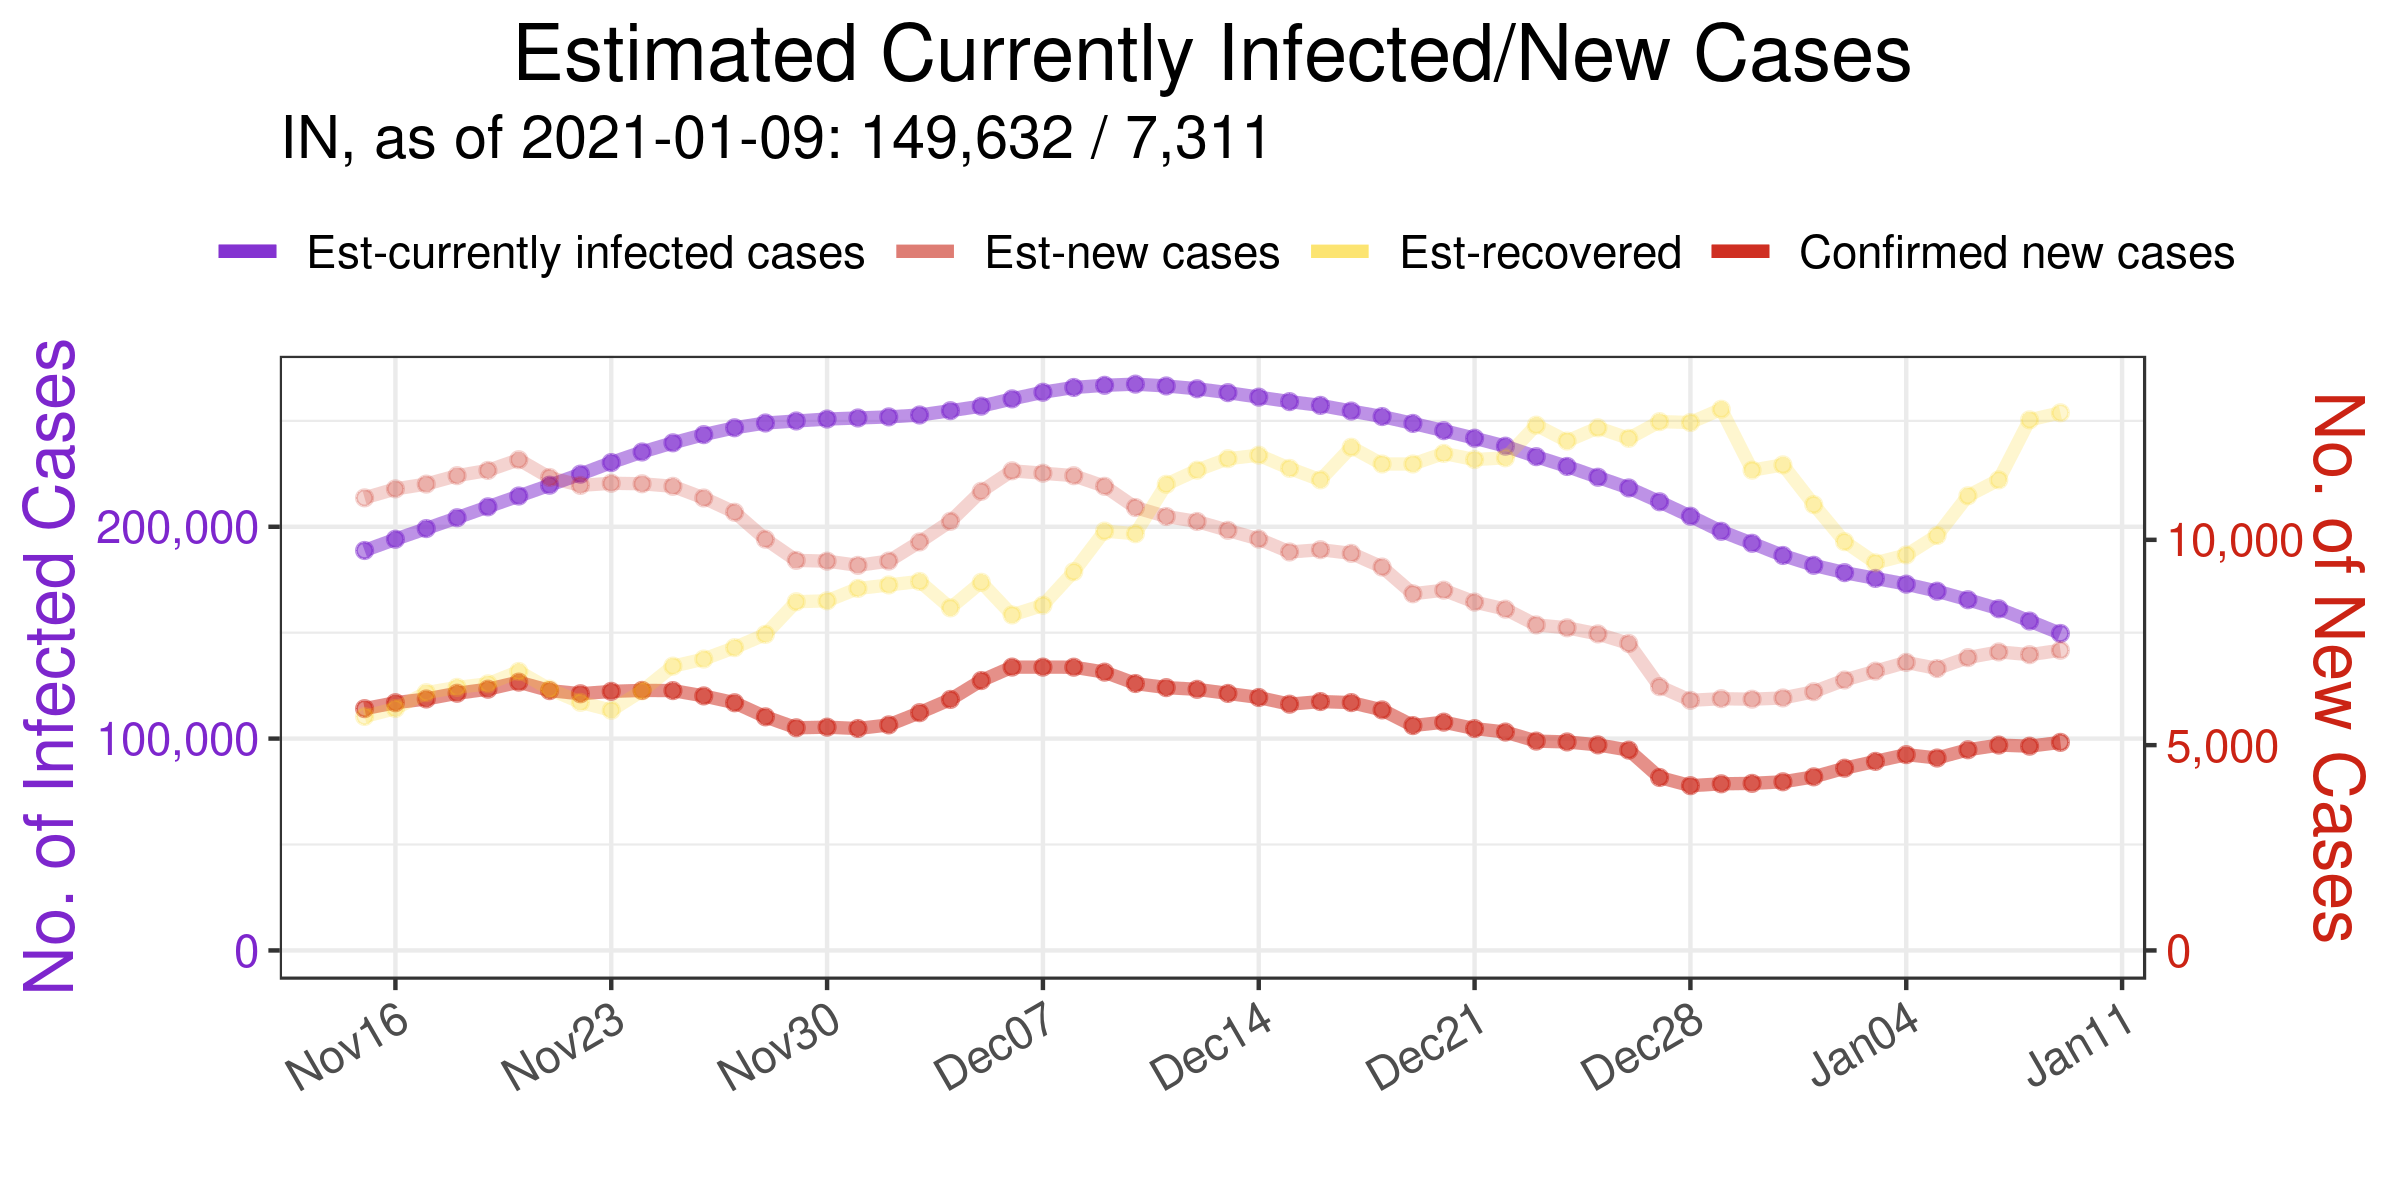 Estimated Currently Infected/New Cases
IN, as of 2021-01-09: 149,632 / 7,311
Est-currently infected cases Est-new cases Est-recovered Confirmed new cases
No. of Infected Cases
200,000
100,000
0
10,000
5,000
0
No. of New Cases
Nov16 Nov23 Nov30 Dec07 Dec14 Dec21 Dec28 Jan04 Jan11